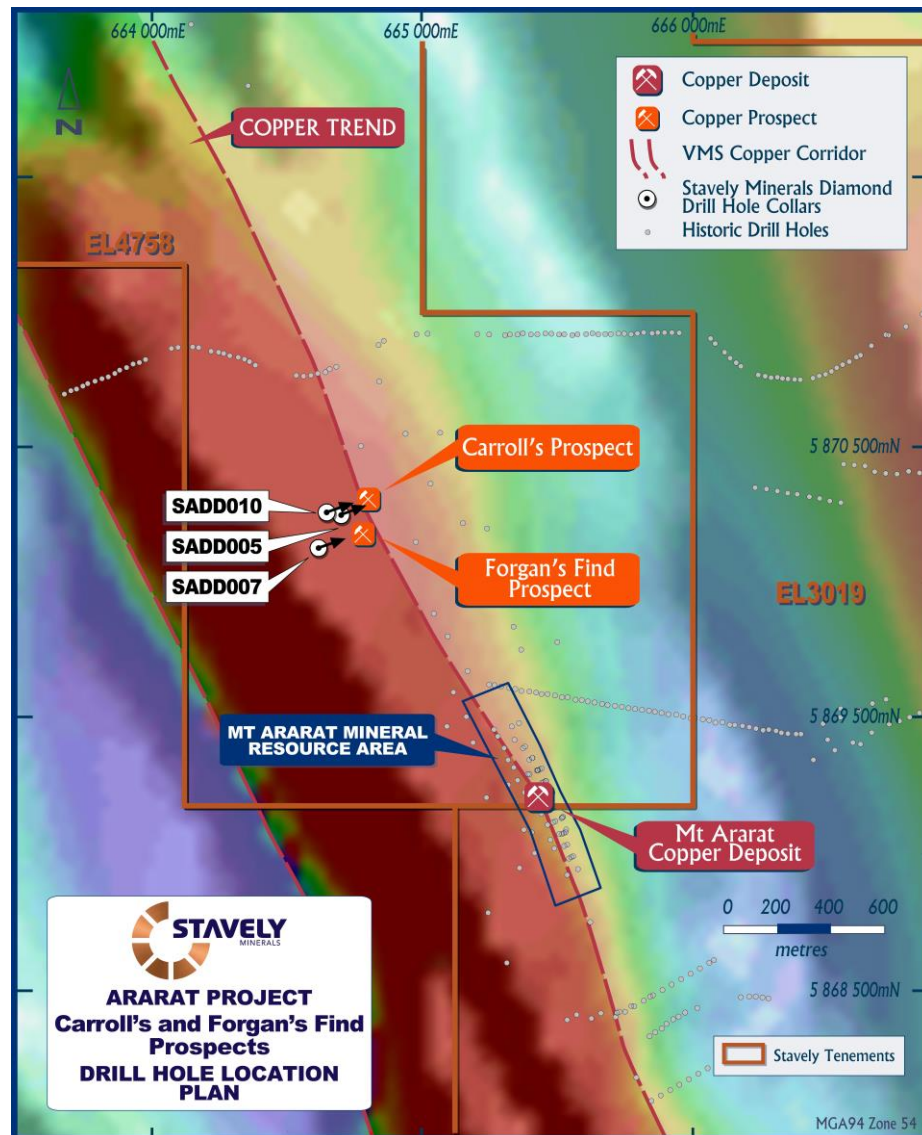 664 000mE
665 000mE
666 000mE
N
COPPER TREND
Copper Deposit
Copper Prospect
VMS Copper Corridor
Stavely Minerals Diamond
Drill Hole Collars
Historic Drill Holes
EL4758
Carroll's Prospect
5 870 500mN
SADD010
SADD005
SADD007
Forgan's Find
Prospect
EL3019
5 869 500mN
MT ARARAT MINERAL
RESOURCE AREA
Mt Ararat
Copper Deposit
0 200 400 600
metres
STAVELY
MINERALS
ARARAT PROJECT
Carroll's and Forgan's Find
Prospects
DRILL HOLE LOCATION
PLAN
5 868 500mN
Stavely Tenements
MGA94 Zone 54